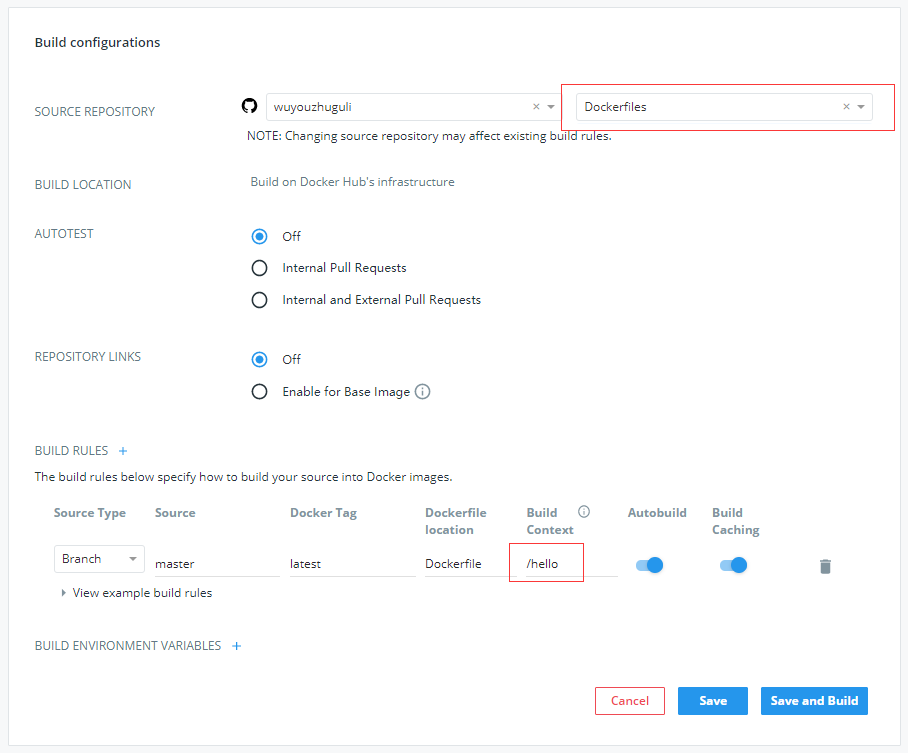 Build configurations
SOURCE REPOSITORY
wuyouzhuguli × Dockerfiles ×
NOTE: Changing source repository may affect existing build rules.
BUILD LOCATION
Build on Docker Hub's infrastructure
AUTOTEST
Off
Internal Pull Requests
Internal and External Pull Requests
REPOSITORY LINKS
Off
Enable for Base Image
BUILD RULES +
The build rules below specify how to build your source into Docker images.
Source Type Source Docker Tag Dockerfile location Build Context Autobuild Build Caching
Branch master latest Dockerfile /hello
View example build rules
BUILD ENVIRONMENT VARIABLES +
Cancel Save Save and Build